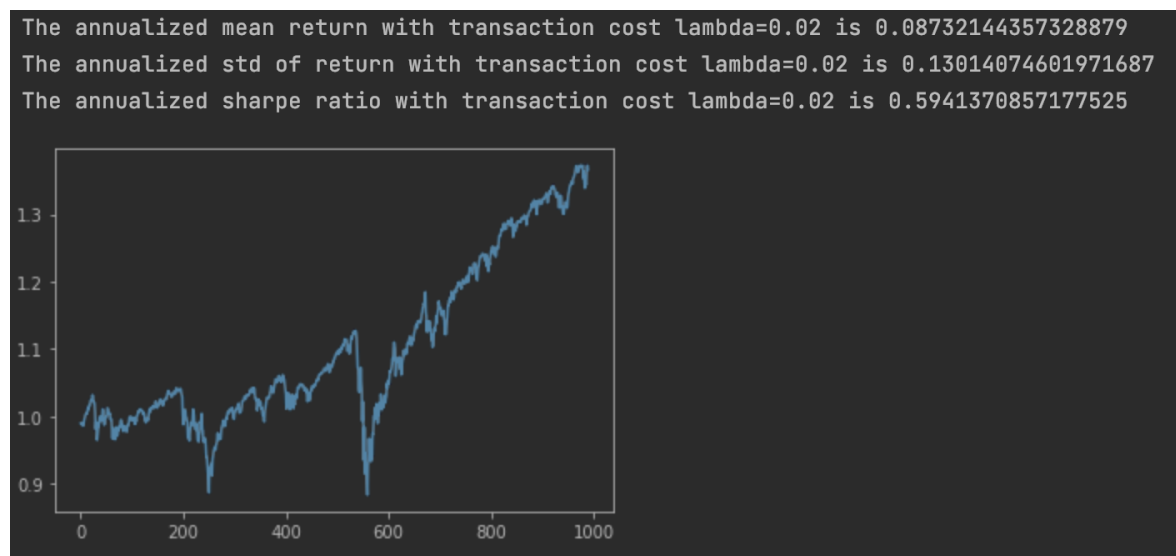 The annualized mean return with transaction cost lambda=0.02 is 0.08732144357328879
The annualized std of return with transaction cost lambda=0.02 is 0.13014074601971687
The annualized sharpe ratio with transaction cost lambda=0.02 is 0.5941370857177525
1.3
1.2
1.1
1.0
0.9
0 200 400 600 800 1000